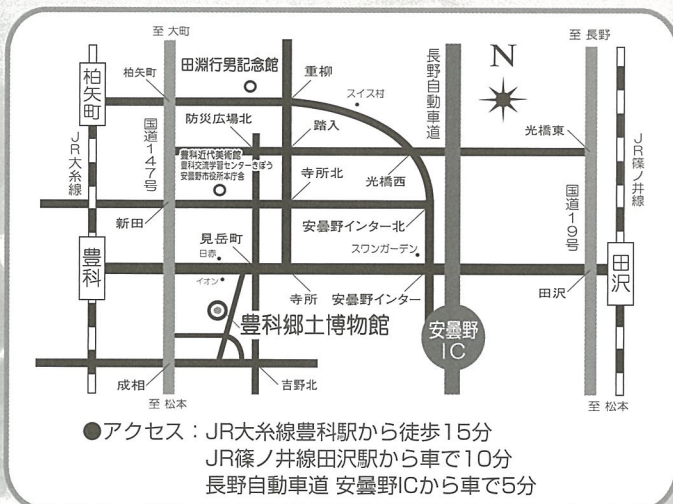 至 大町
至 長野
田淵行男記念館
N
柏矢町
柏矢町
重柳
スイス村
長野自動車道
防災広場北
踏入
光橋東
JR大糸線
国道147号
豊科近代美術館
豊科交流学習センターきぼう
安曇野市役所本庁舎
寺所北
光橋西
国道19号
JR篠ノ井線
新田
見岳町
安曇野インター北
日赤
スワンガーデン
豊科
イオン
寺所
安曇野インター
田沢
田沢
豊科郷土博物館
安曇野
IC
成相
吉野北
至 松本
至 松本
●アクセス：JR大糸線豊科駅から徒歩15分
JR篠ノ井線田沢駅から車で10分
長野自動車道 安曇野ICから車で5分